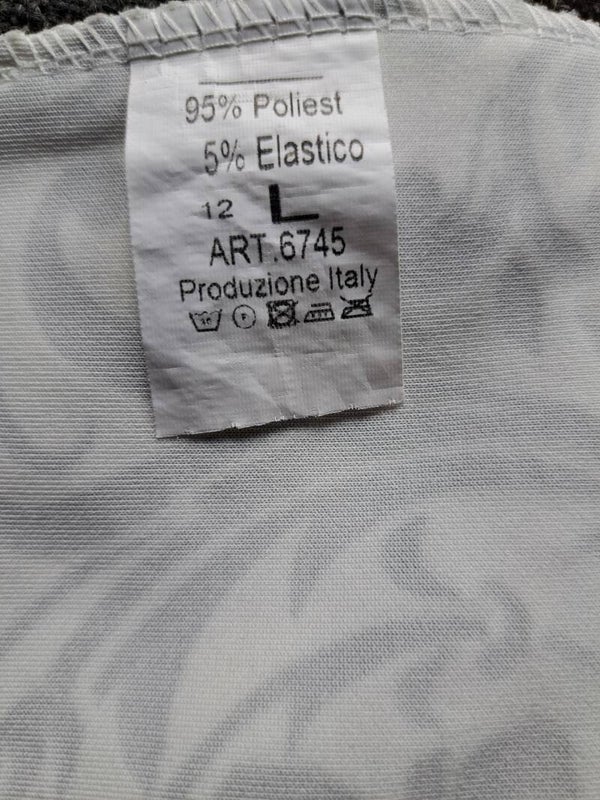 95% Poliest
5% Elastico
12 L
ART.6745
Produzione Italy